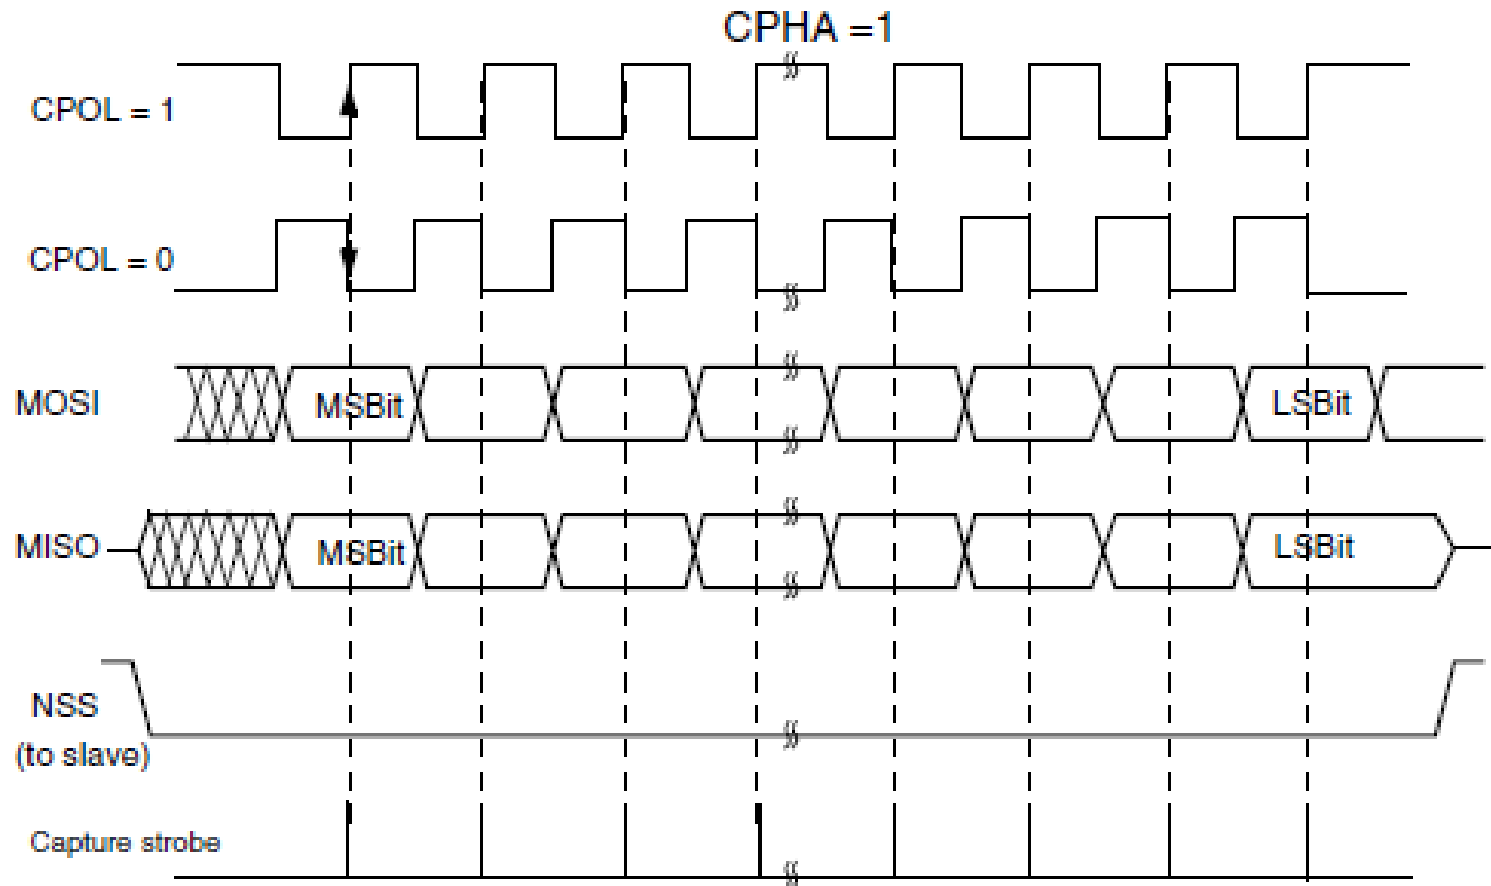 CPHA =1
CPOL = 1
CPOL = 0
MOSI
MSBit
LSBit
MISO
MSBit
LSBit
NSS
(to slave)
Capture strobe